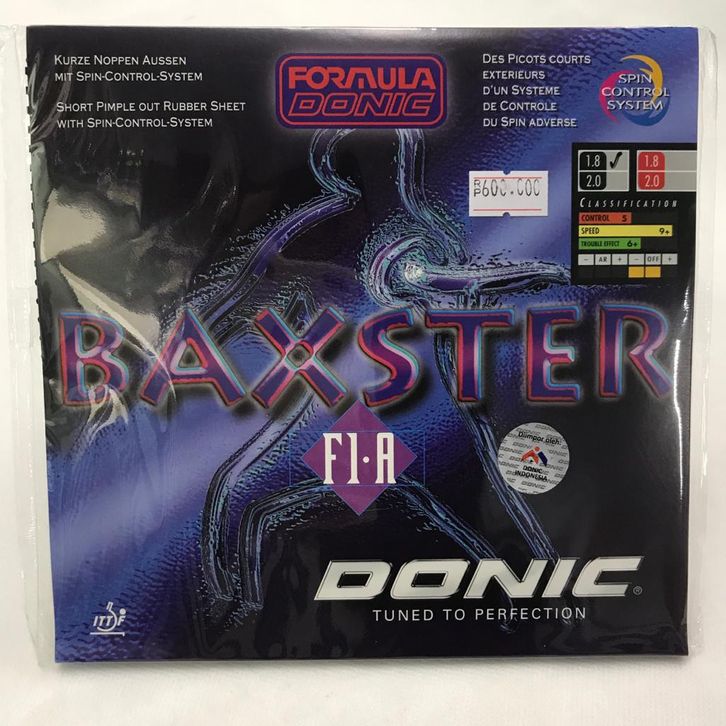 KURZE NOPPEN AUSSEN
MIT SPIN-CONTROL-SYSTEM
SHORT PIMPLE OUT RUBBER SHEET
WITH SPIN-CONTROL-SYSTEM
FORMULA
DONIC
DES PICOTS COURTS
EXTERIEURS
D'UN SYSTEME
DE CONTROLE
DU SPIN ADVERSE
SPIN
CONTROL
SYSTEM
RP600.000
1.8 ✓ 1.8
2.0 2.0
CLASSIFICATION
CONTROL 5
SPEED 9+
TROUBLE EFFECT 6+
- AR + - OFF +
BAXSTER
F1·A
Diimpor oleh:
DONIC
INDONESIA
DONIC®
TUNED TO PERFECTION
ITTF